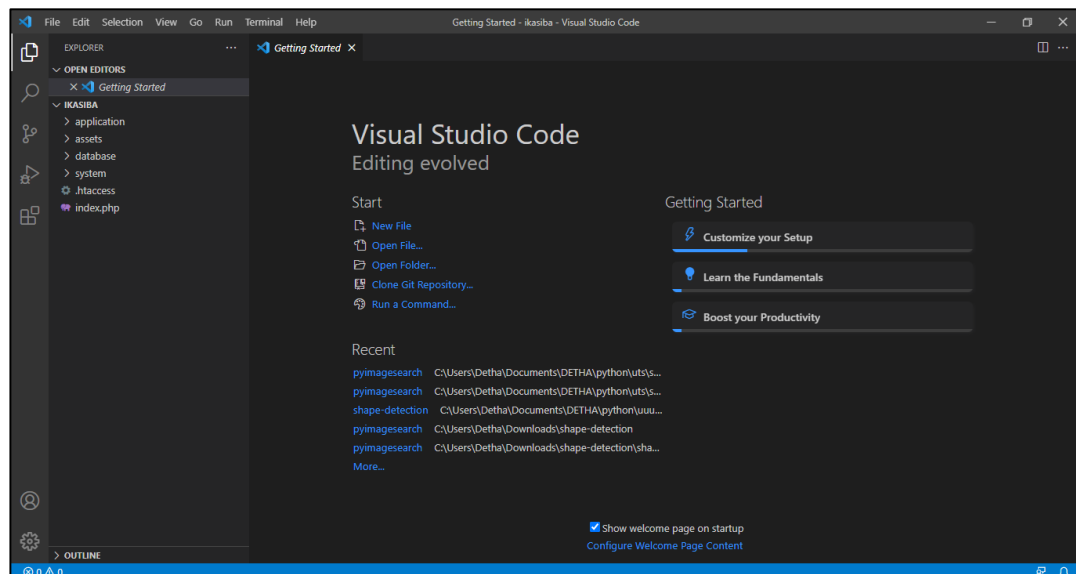 File Edit Selection View Go Run Terminal Help Getting Started - ikasiba - Visual Studio Code
EXPLORER
OPEN EDITORS
Getting Started
IKASIBA
application
assets
database
system
.htaccess
index.php
OUTLINE
Getting Started
Visual Studio Code
Editing evolved
Start
New File
Open File...
Open Folder...
Clone Git Repository...
Run a Command...
Recent
pyimagesearch C:\Users\Detha\Documents\DETHA\python\uts\s...
pyimagesearch C:\Users\Detha\Documents\DETHA\python\uts\s...
shape-detection C:\Users\Detha\Documents\DETHA\python\uuu...
pyimagesearch C:\Users\Detha\Downloads\shape-detection
pyimagesearch C:\Users\Detha\Downloads\shape-detection\sha...
More...
Getting Started
Customize your Setup
Learn the Fundamentals
Boost your Productivity
Show welcome page on startup
Configure Welcome Page Content
0 0